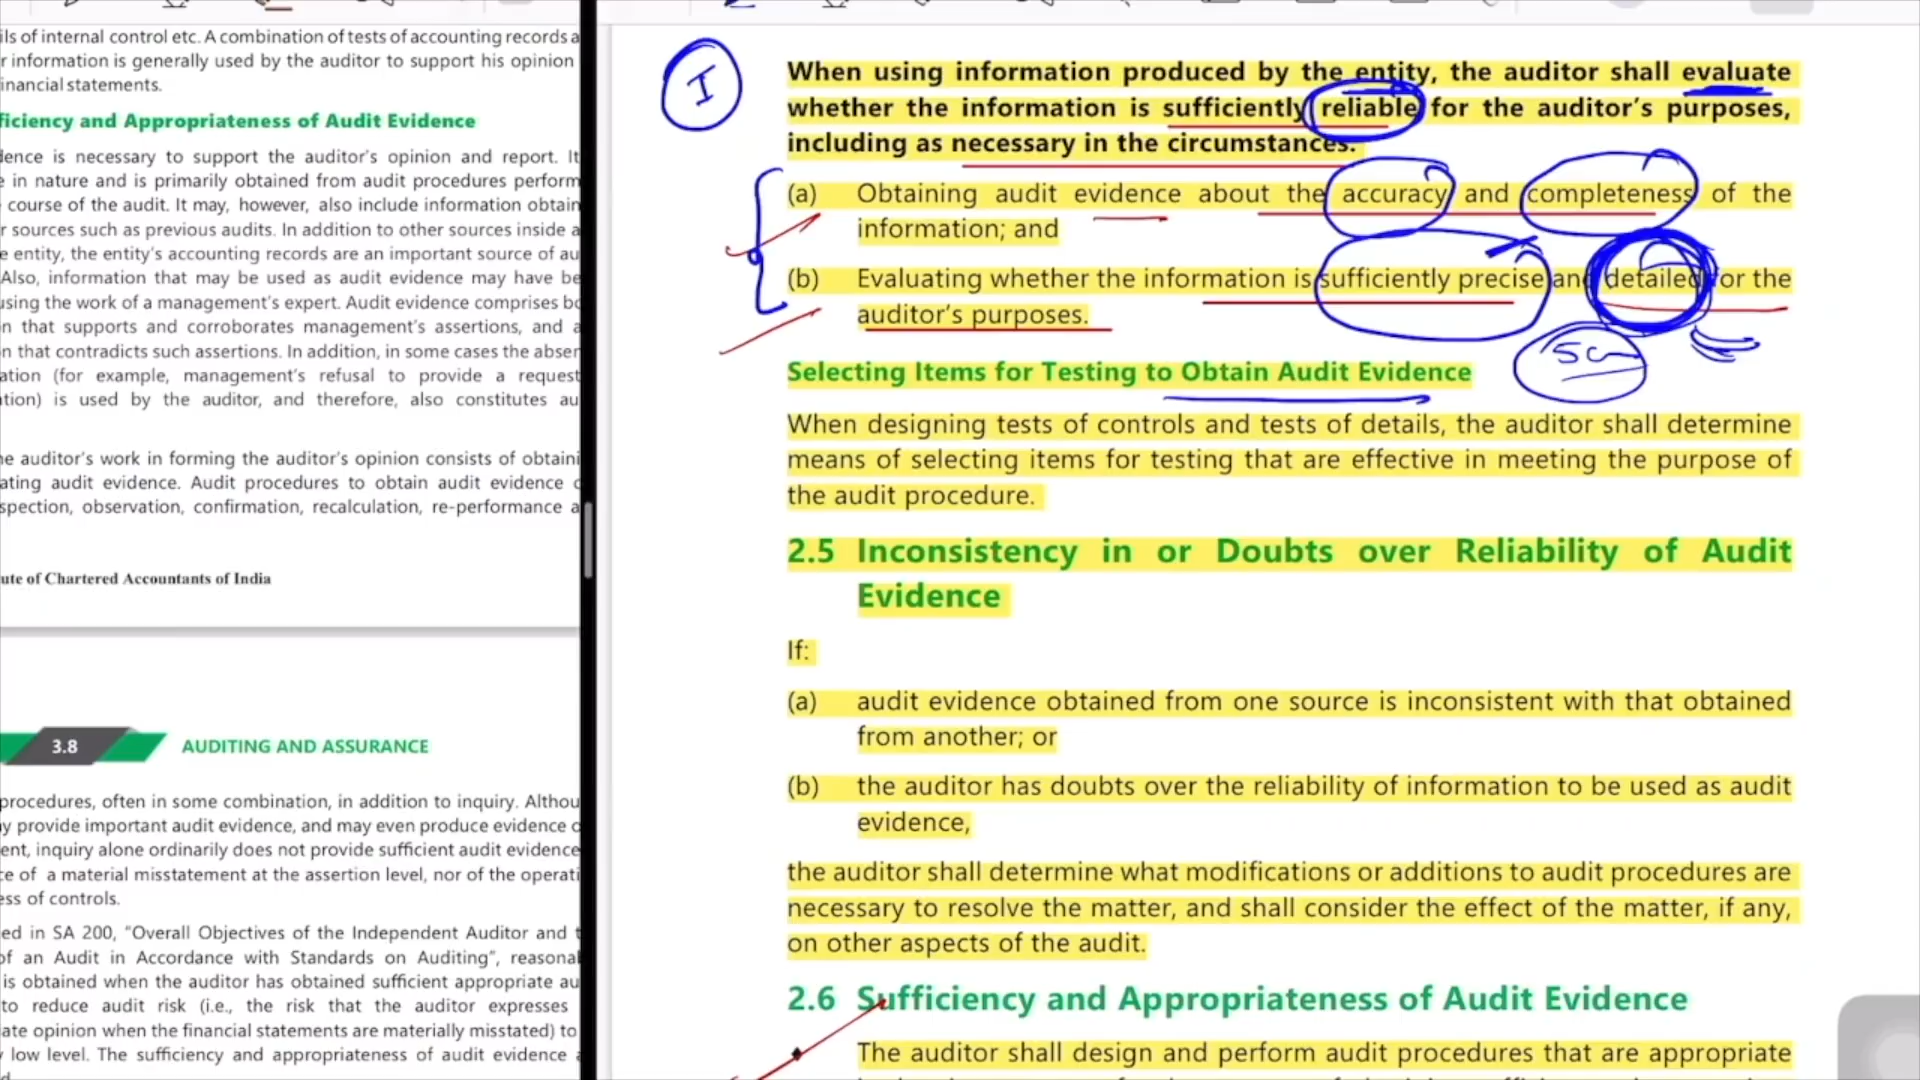 ils of internal control etc. A combination of tests of accounting records a
r information is generally used by the auditor to support his opinion
inancial statements.
ficiency and Appropriateness of Audit Evidence
dence is necessary to support the auditor's opinion and report. It
e in nature and is primarily obtained from audit procedures perform
course of the audit. It may, however, also include information obtain
r sources such as previous audits. In addition to other sources inside a
e entity, the entity's accounting records are an important source of au
Also, information that may be used as audit evidence may have be
using the work of a management's expert. Audit evidence comprises bo
n that supports and corroborates management's assertions, and a
n that contradicts such assertions. In addition, in some cases the abser
ation (for example, management's refusal to provide a request
tion) is used by the auditor, and therefore, also constitutes au
ne auditor's work in forming the auditor's opinion consists of obtaini
ating audit evidence. Audit procedures to obtain audit evidence c
spection, observation, confirmation, recalculation, re-performance a
ute of Chartered Accountants of India
3.8 AUDITING AND ASSURANCE
procedures, often in some combination, in addition to inquiry. Althou
y provide important audit evidence, and may even produce evidence o
ent, inquiry alone ordinarily does not provide sufficient audit evidence
ce of a material misstatement at the assertion level, nor of the operati
ess of controls.
ed in SA 200, "Overall Objectives of the Independent Auditor and t
of an Audit in Accordance with Standards on Auditing", reasonal
is obtained when the auditor has obtained sufficient appropriate au
to reduce audit risk (i.e., the risk that the auditor expresses
ate opinion when the financial statements are materially misstated) to
low level. The sufficiency and appropriateness of audit evidence a
I
When using information produced by the entity, the auditor shall evaluate
whether the information is sufficiently reliable for the auditor's purposes,
including as necessary in the circumstances.
(a) Obtaining audit evidence about the accuracy and completeness of the
information; and
(b) Evaluating whether the information is sufficiently precise and detailed for the
auditor's purposes.
Selecting Items for Testing to Obtain Audit Evidence
When designing tests of controls and tests of details, the auditor shall determine
means of selecting items for testing that are effective in meeting the purpose of
the audit procedure.
2.5 Inconsistency in or Doubts over Reliability of Audit
Evidence
If:
(a) audit evidence obtained from one source is inconsistent with that obtained
from another; or
(b) the auditor has doubts over the reliability of information to be used as audit
evidence,
the auditor shall determine what modifications or additions to audit procedures are
necessary to resolve the matter, and shall consider the effect of the matter, if any,
on other aspects of the audit.
2.6 Sufficiency and Appropriateness of Audit Evidence
The auditor shall design and perform audit procedures that are appropriate